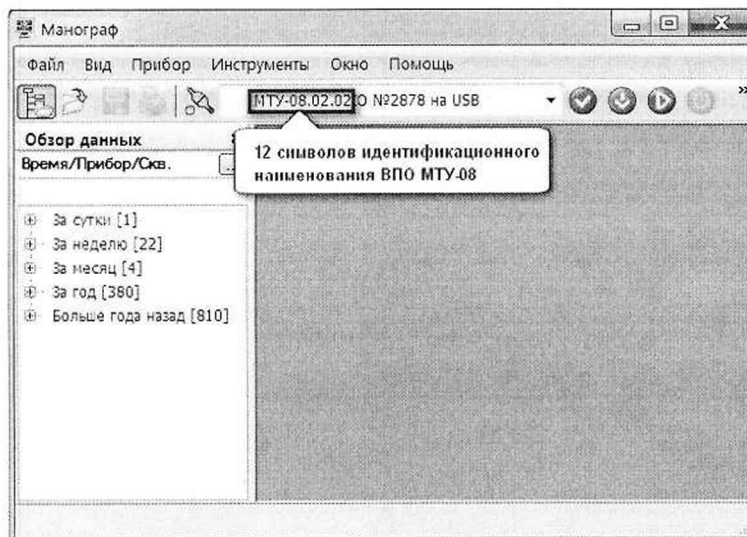 Манограф
Файл Вид Прибор Инструменты Окно Помощь
МТУ-08.02.02 О №2878 на USB
»
Обзор данных
Время/Прибор/Скв. ...
12 символов идентификационного
наименования ВПО МТУ-08
За сутки [1]
За неделю [22]
За месяц [4]
За год [380]
Больше года назад [810]